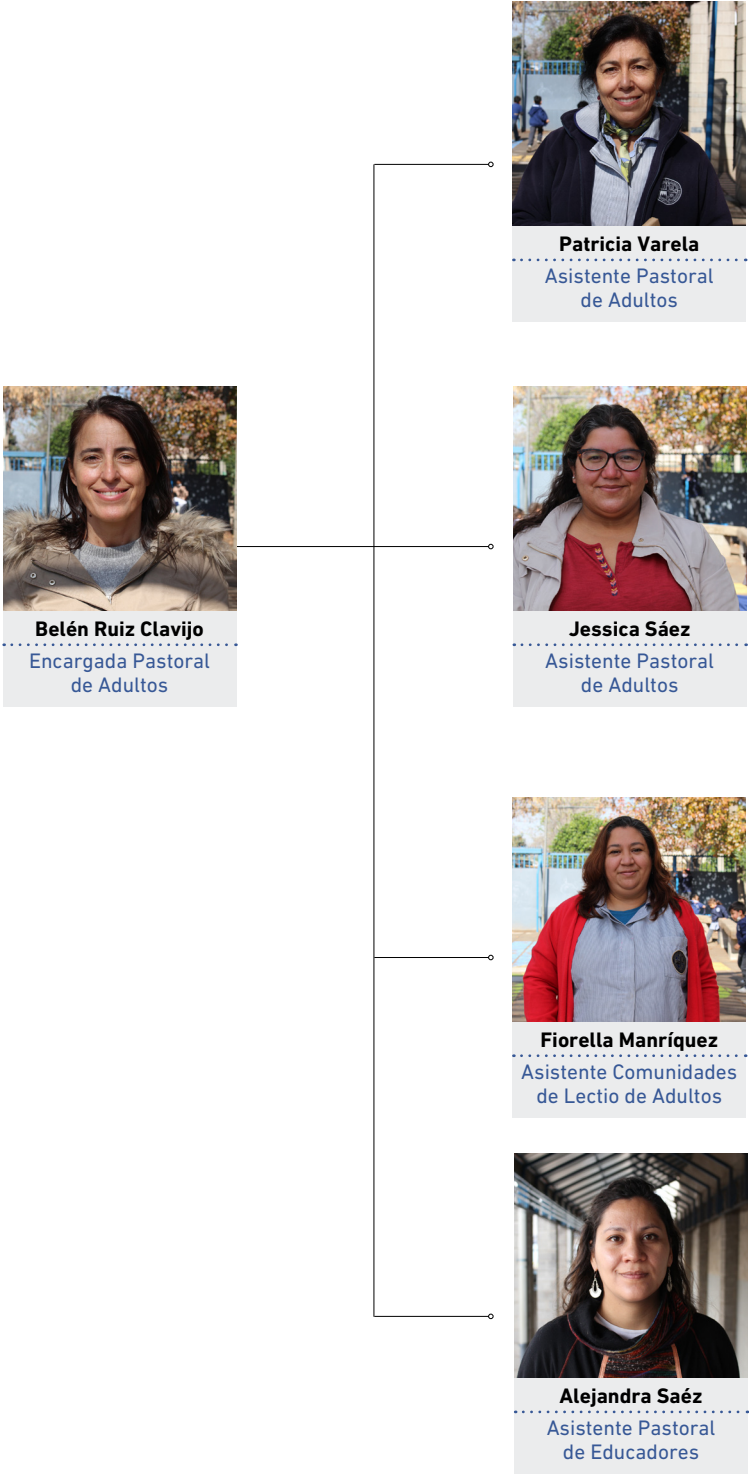 Patricia Varela
Asistente Pastoral
de Adultos
Belén Ruiz Clavijo
Encargada Pastoral
de Adultos
Jessica Sáez
Asistente Pastoral
de Adultos
Fiorella Manríquez
Asistente Comunidades
de Lectio de Adultos
Alejandra Saéz
Asistente Pastoral
de Educadores